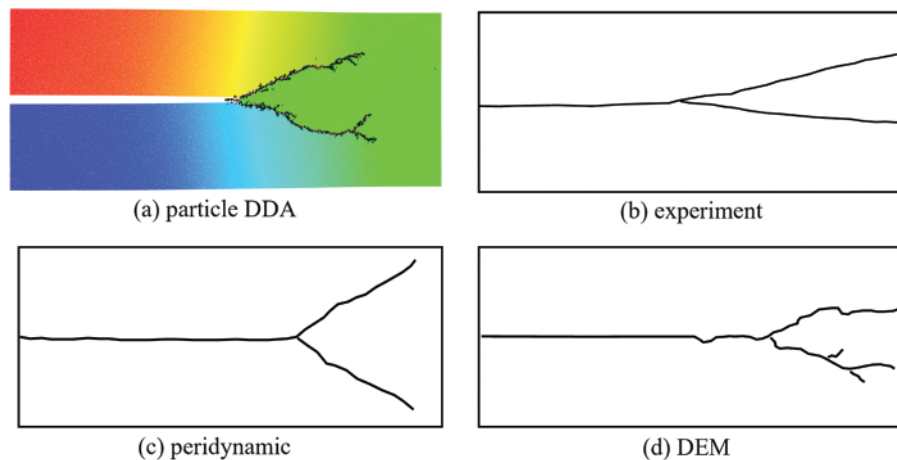 (a) particle DDA
(b) experiment
(c) peridynamic
(d) DEM